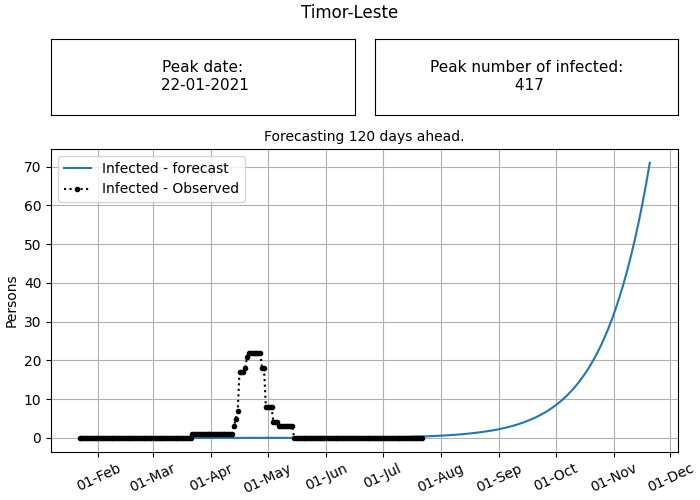 Timor-Leste
Peak date:
22-01-2021
Peak number of infected:
417
Forecasting 120 days ahead.
Infected - forecast
Infected - Observed
Persons
70
60
50
40
30
20
10
0
01-Feb
01-Mar
01-Apr
01-May
01-Jun
01-Jul
01-Aug
01-Sep
01-Oct
01-Nov
01-Dec